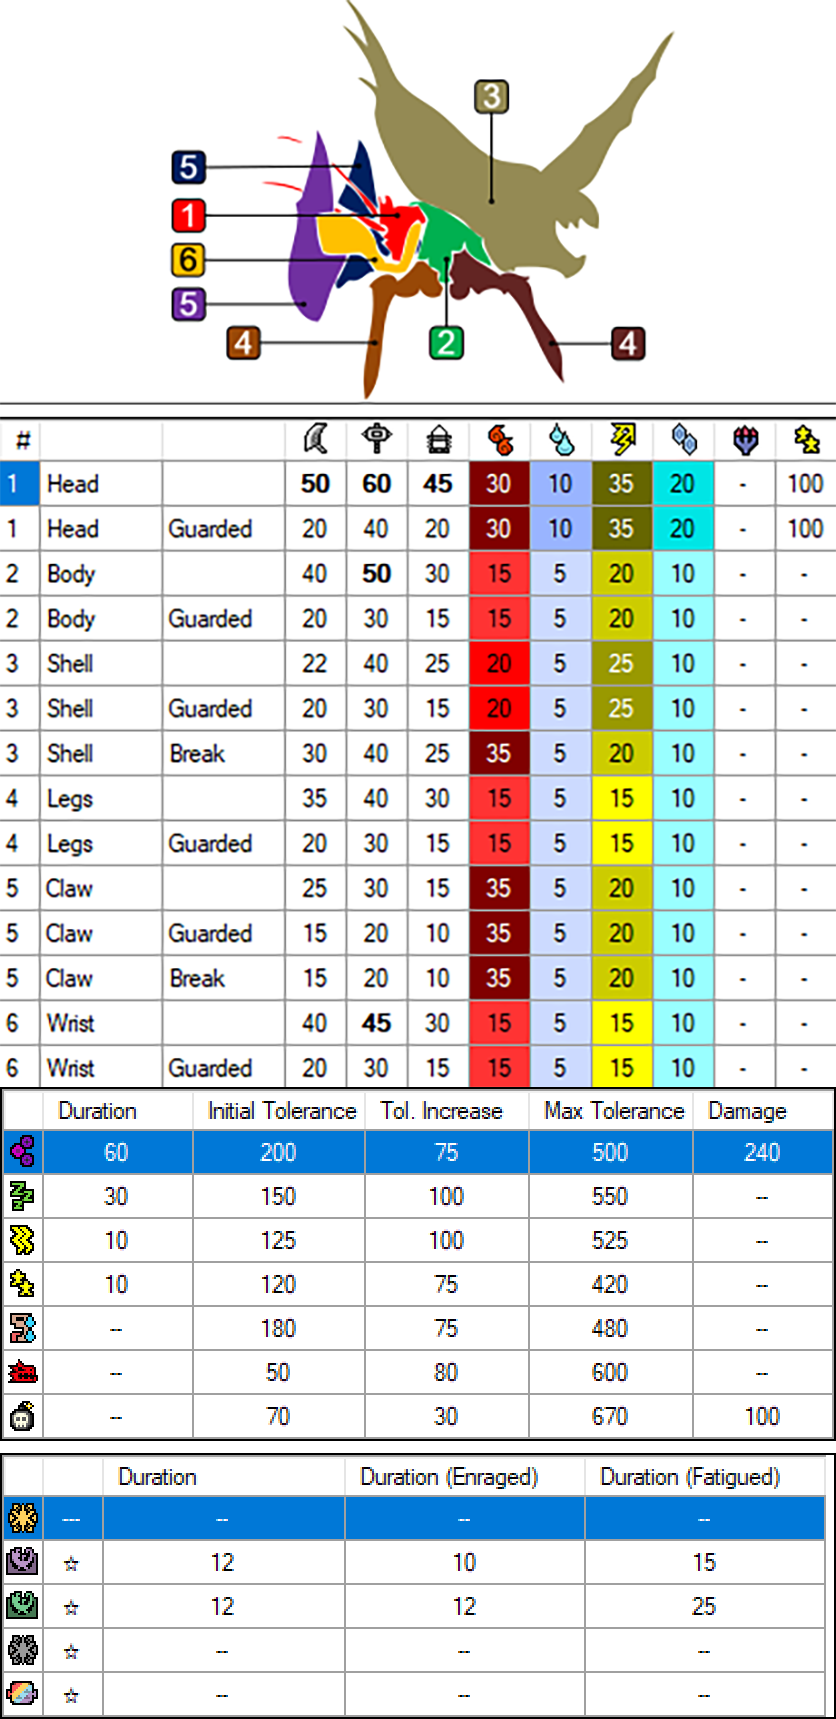 3
5
1
6
5
4
2
4
#
1 Head 50 60 45 30 10 35 20 - 100
1 Head Guarded 20 40 20 30 10 35 20 - 100
2 Body 40 50 30 15 5 20 10 - -
2 Body Guarded 20 30 15 15 5 20 10 - -
3 Shell 22 40 25 20 5 25 10 - -
3 Shell Guarded 20 30 15 20 5 25 10 - -
3 Shell Break 30 40 25 35 5 20 10 - -
4 Legs 35 40 30 15 5 15 10 - -
4 Legs Guarded 20 30 15 15 5 15 10 - -
5 Claw 25 30 15 35 5 20 10 - -
5 Claw Guarded 15 20 10 35 5 20 10 - -
5 Claw Break 15 20 10 35 5 20 10 - -
6 Wrist 40 45 30 15 5 15 10 - -
6 Wrist Guarded 20 30 15 15 5 15 10 - -
Duration Initial Tolerance Tol. Increase Max Tolerance Damage
60 200 75 500 240
30 150 100 550 --
10 125 100 525 --
10 120 75 420 --
-- 180 75 480 --
-- 50 80 600 --
-- 70 30 670 100
Duration Duration (Enraged) Duration (Fatigued)
--- -- -- --
☆ 12 10 15
☆ 12 12 25
☆ -- -- --
☆ -- -- --